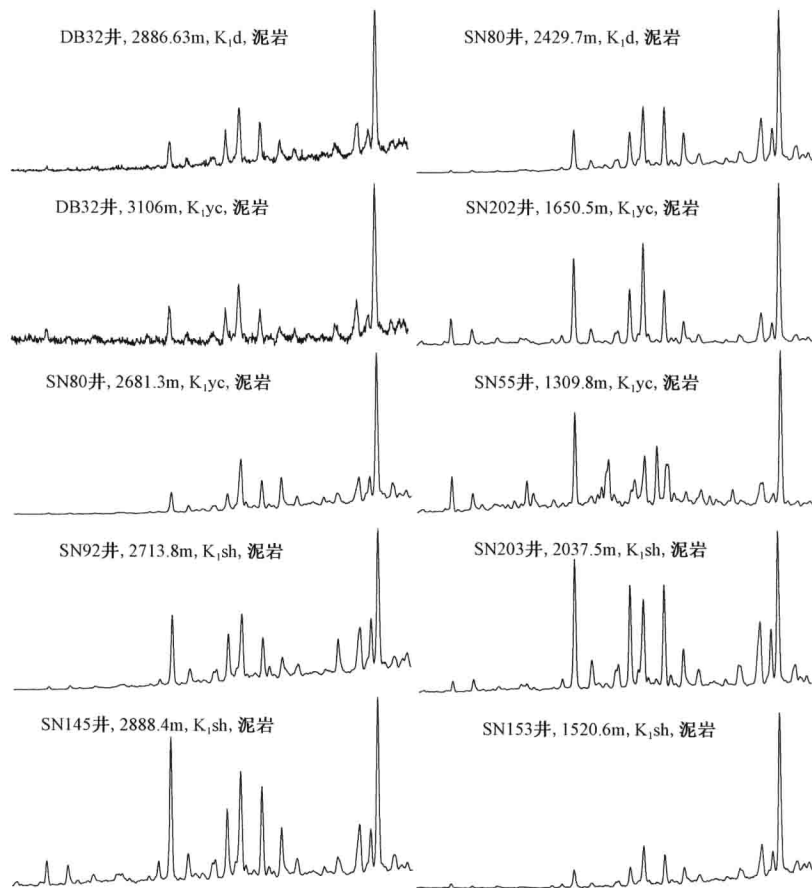 DB32井, 2886.63m, K₁d, 泥岩
SN80井, 2429.7m, K₁d, 泥岩
DB32井, 3106m, K₁yc, 泥岩
SN202井, 1650.5m, K₁yc, 泥岩
SN80井, 2681.3m, K₁yc, 泥岩
SN55井, 1309.8m, K₁yc, 泥岩
SN92井, 2713.8m, K₁sh, 泥岩
SN203井, 2037.5m, K₁sh, 泥岩
SN145井, 2888.4m, K₁sh, 泥岩
SN153井, 1520.6m, K₁sh, 泥岩